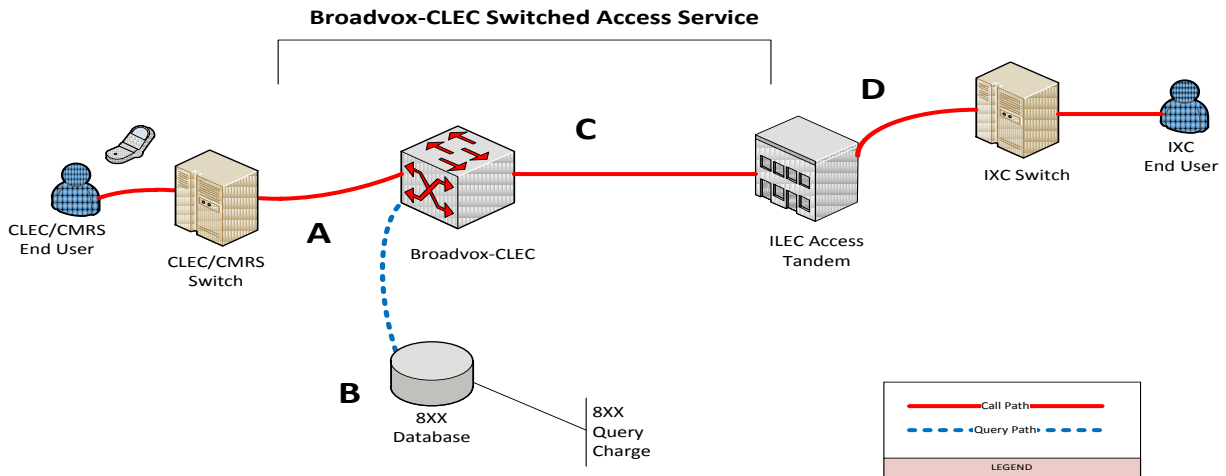 Broadvox-CLEC Switched Access Service
D
C
IXC
End User
IXC Switch
CLEC/CMRS
End User
A
CLEC/CMRS
Switch
Broadvox-CLEC
ILEC Access
Tandem
B
8XX
Database
8XX
Query
Charge
Call Path
Query Path
LEGEND